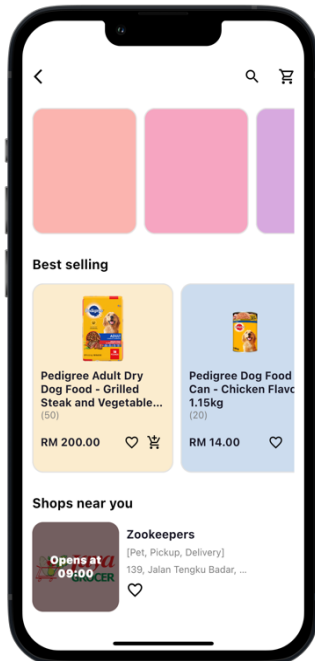 Best selling
Pedigree Adult Dry
Dog Food - Grilled
Steak and Vegetable...
(50)
RM 200.00
Pedigree Dog Food
Can - Chicken Flavo
1.15kg
(20)
RM 14.00
Shops near you
Opens at
09:00
GROCER
Zookeepers
[Pet, Pickup, Delivery]
139, Jalan Tengku Badar, ...